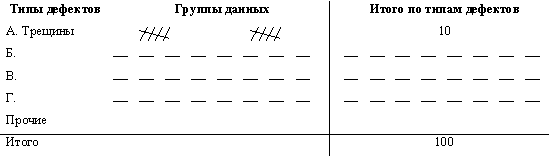 Типы дефектов Группы данных Итого по типам дефектов
А. Трещины 10
Б. — — — — — — — — — — — — — — — —
В. — — — — — — — — — — — — — — — —
Г. — — — — — — — — — — — — — — — —
Прочие
Итого 100